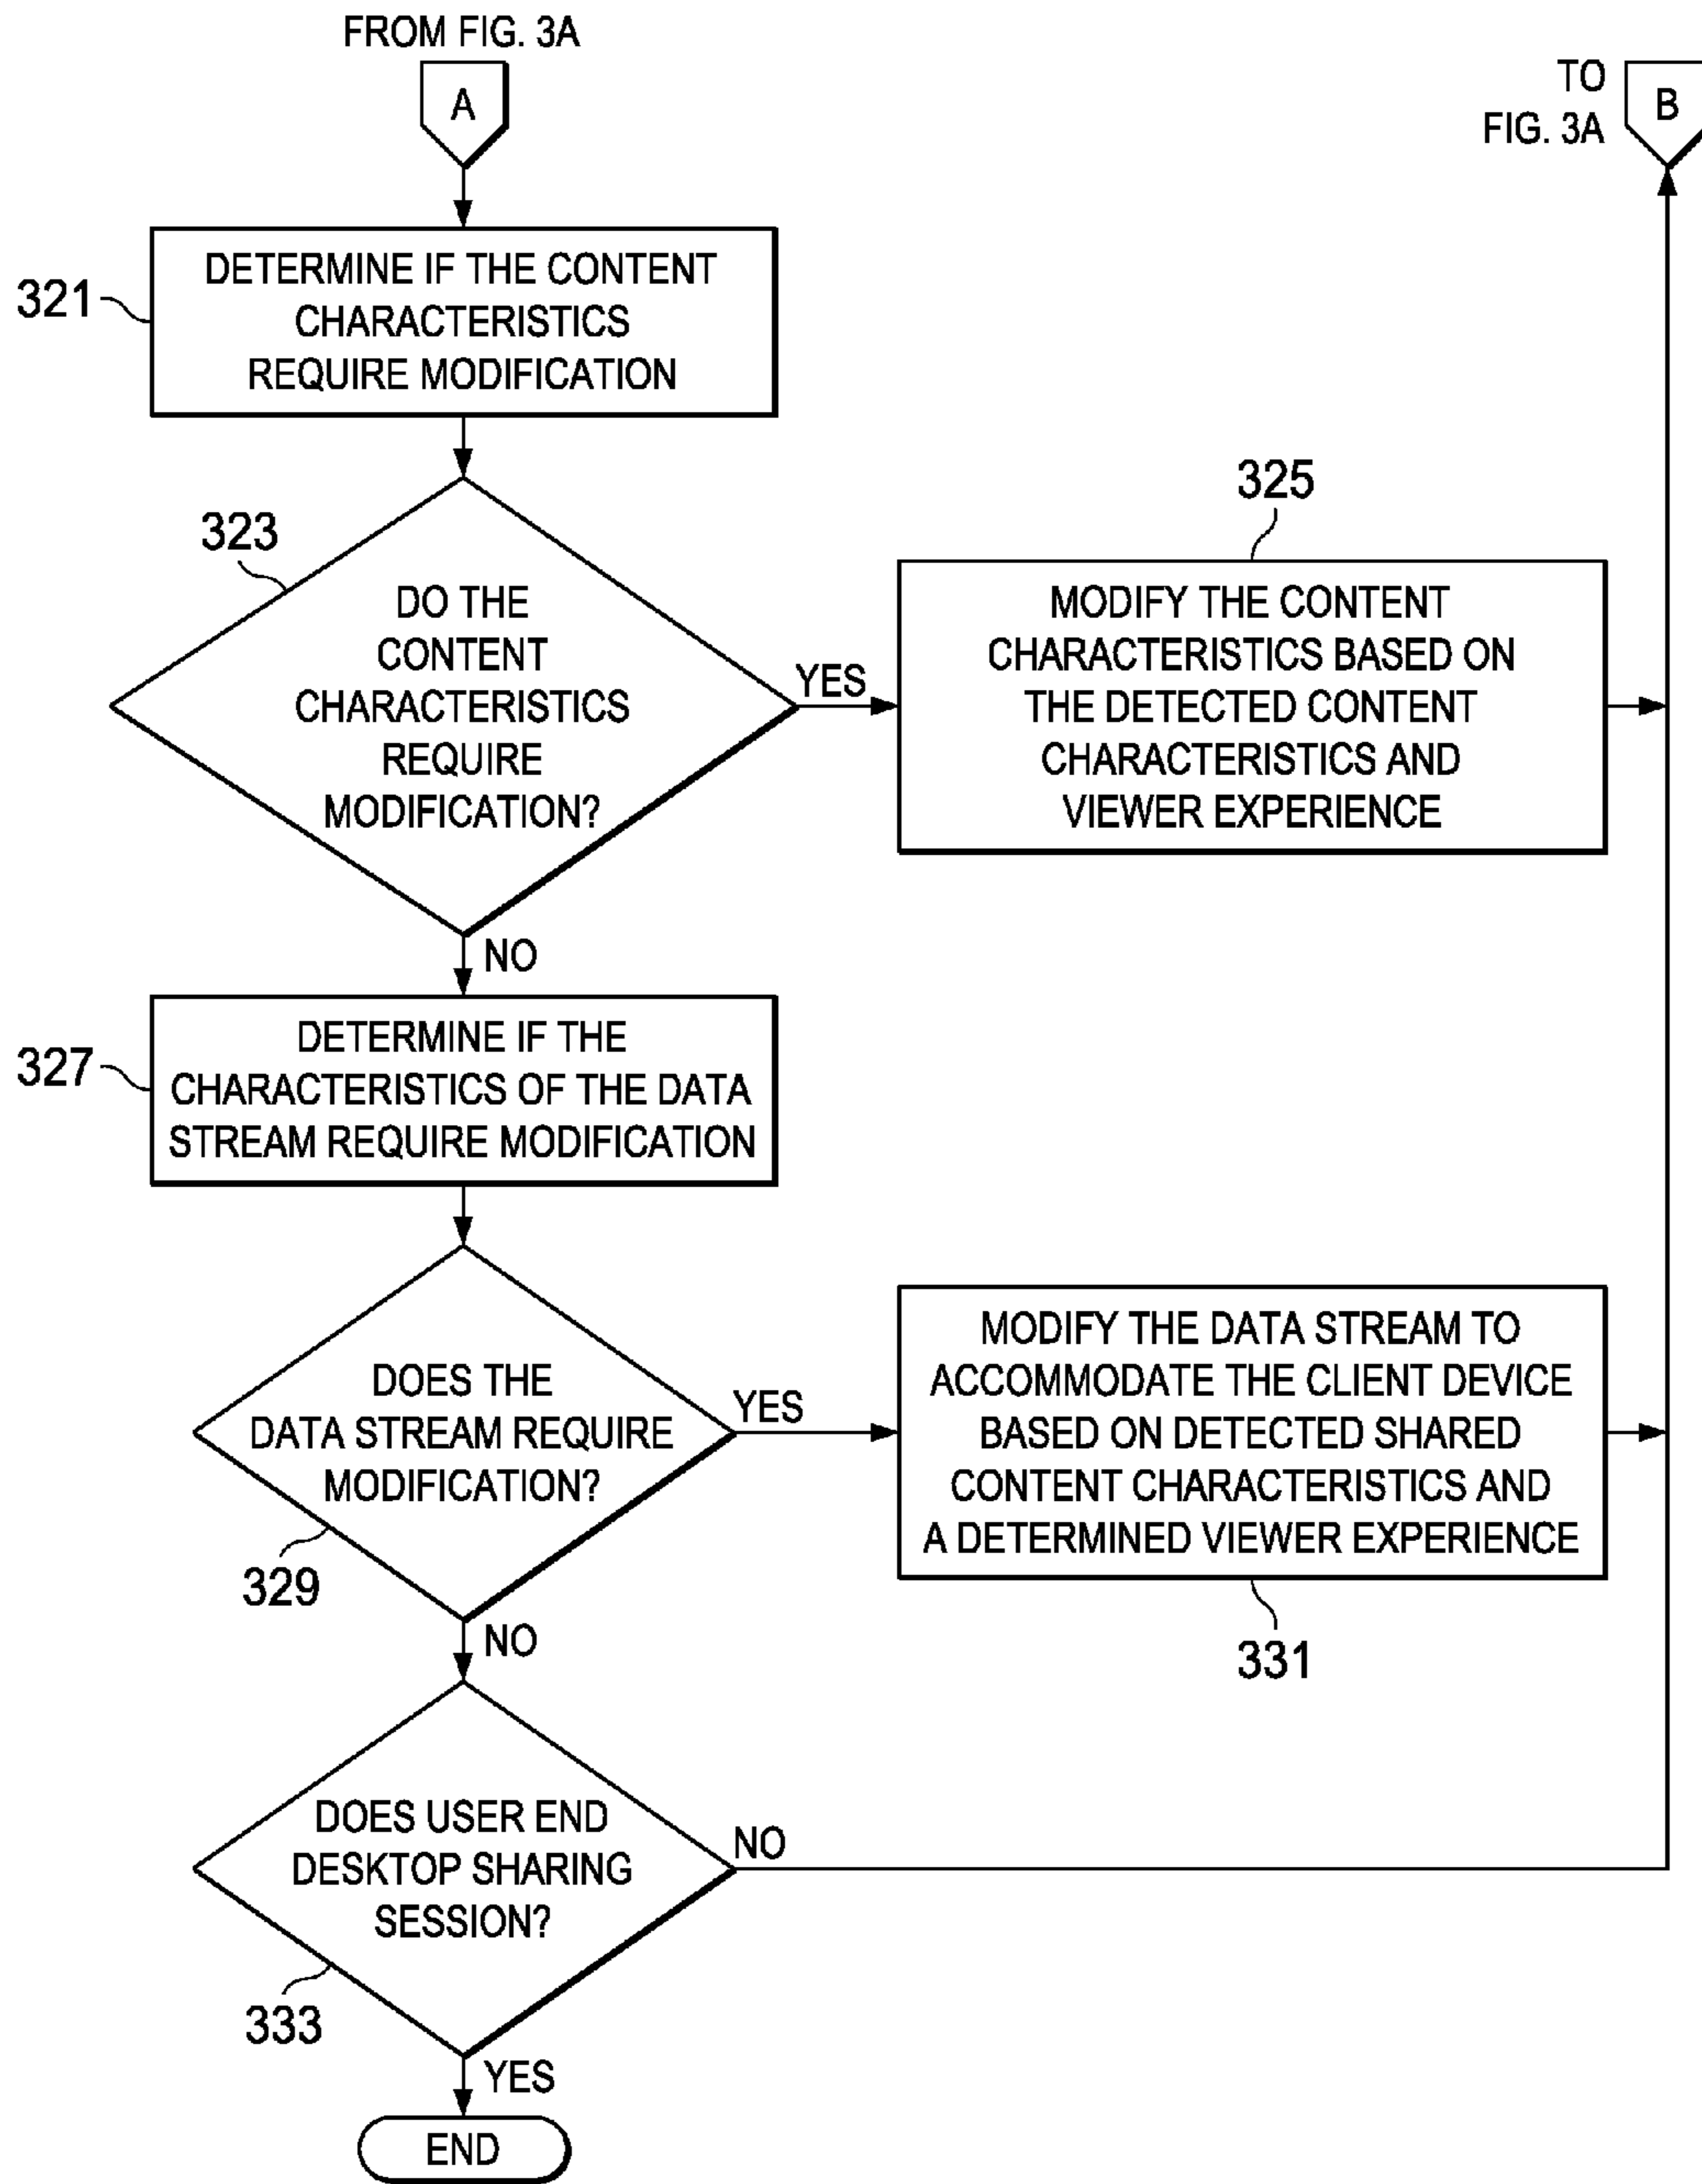 FROM FIG. 3A
A
TO
FIG. 3A
B
321
DETERMINE IF THE CONTENT
CHARACTERISTICS
REQUIRE MODIFICATION
323
DO THE
CONTENT
CHARACTERISTICS
REQUIRE
MODIFICATION?
YES
325
MODIFY THE CONTENT
CHARACTERISTICS BASED ON
THE DETECTED CONTENT
CHARACTERISTICS AND
VIEWER EXPERIENCE
NO
327
DETERMINE IF THE
CHARACTERISTICS OF THE DATA
STREAM REQUIRE MODIFICATION
DOES THE
DATA STREAM REQUIRE
MODIFICATION?
329
YES
MODIFY THE DATA STREAM TO
ACCOMMODATE THE CLIENT DEVICE
BASED ON DETECTED SHARED
CONTENT CHARACTERISTICS AND
A DETERMINED VIEWER EXPERIENCE
331
NO
DOES USER END
DESKTOP SHARING
SESSION?
333
NO
YES
END